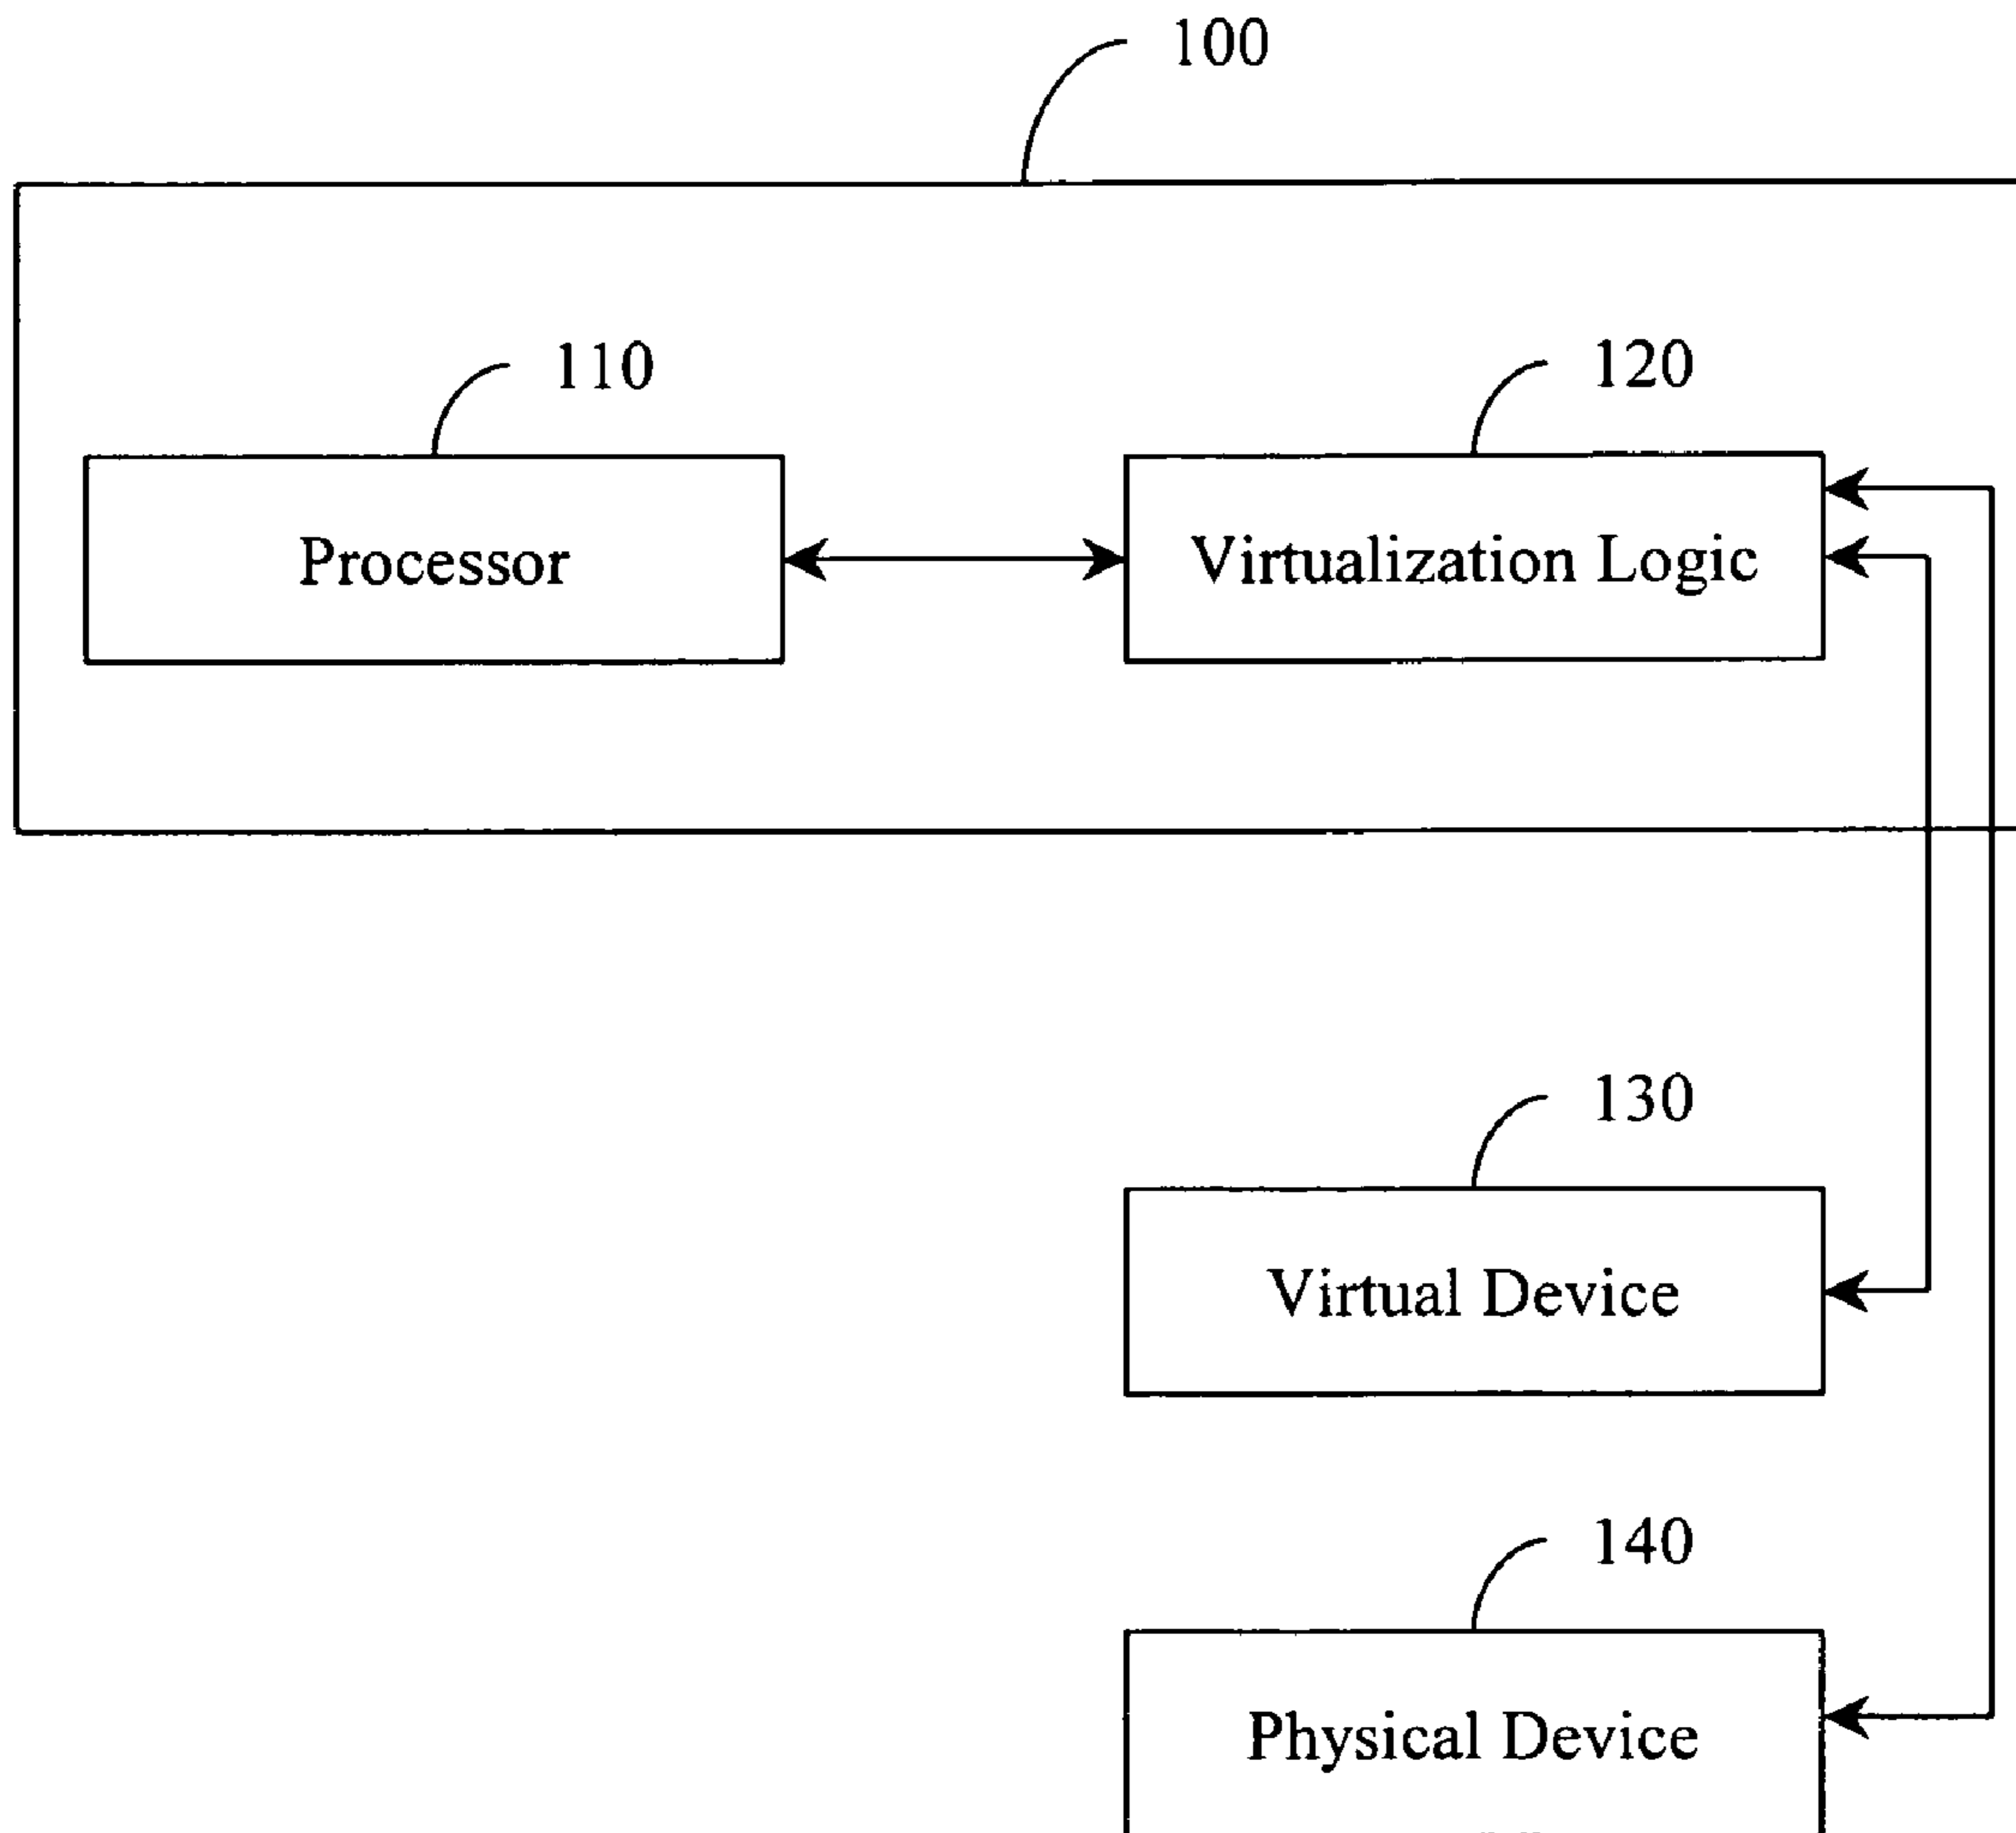 100
110
120
Processor
Virtualization Logic
130
Virtual Device
140
Physical Device